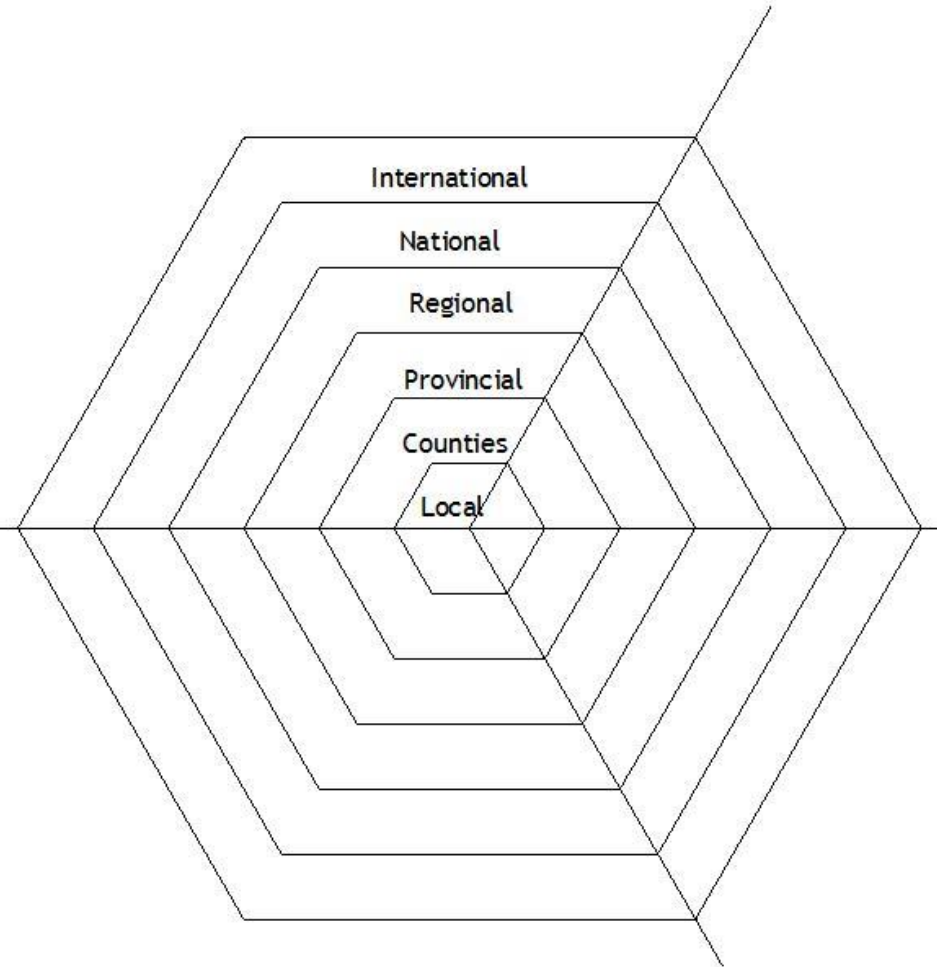 International
National
Regional
Provincial
Counties
Local